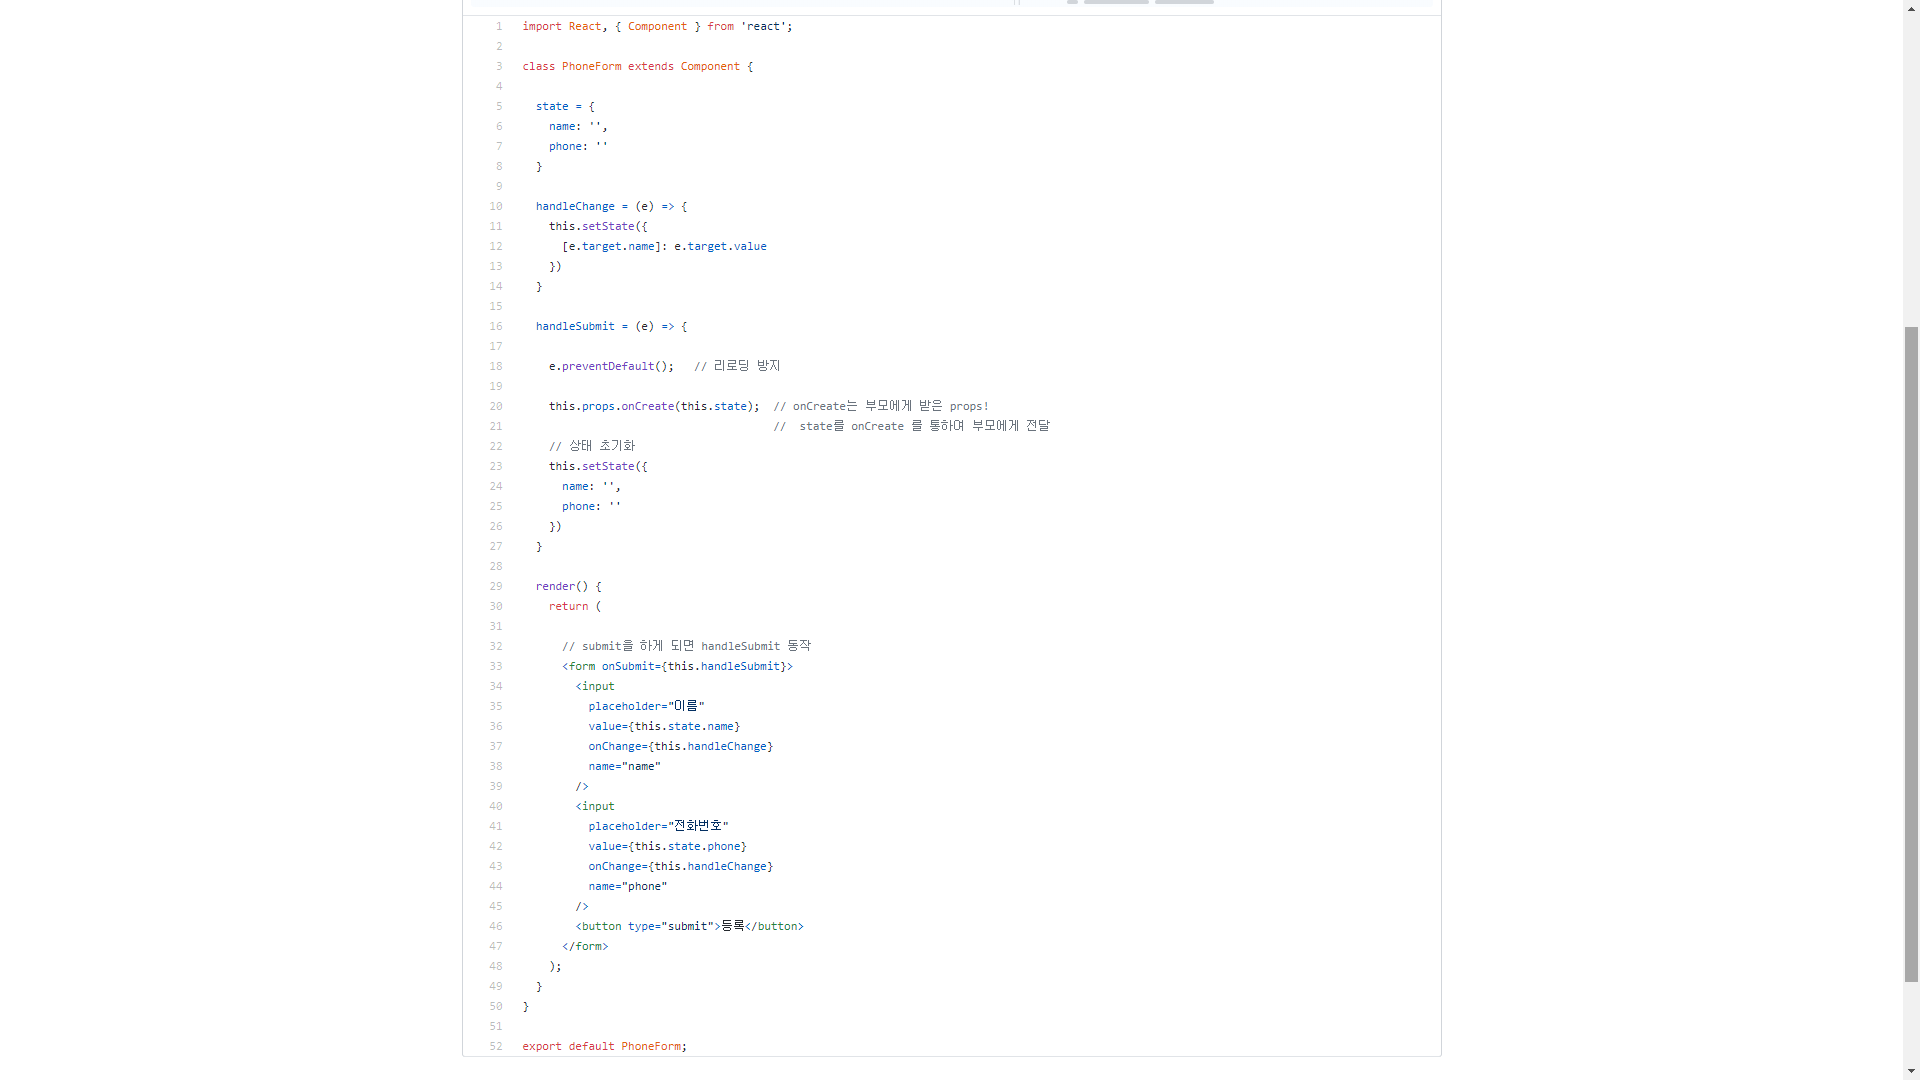 1 import React, { Component } from 'react';
2
3 class PhoneForm extends Component {
4
5   state = {
6     name: '',
7     phone: ''
8   }
9
10   handleChange = (e) => {
11     this.setState({
12       [e.target.name]: e.target.value
13     })
14   }
15
16   handleSubmit = (e) => {
17
18     e.preventDefault();   // 리로딩 방지
19
20     this.props.onCreate(this.state);  // onCreate는 부모에게 받은 props!
21                                       //  state를 onCreate 를 통하여 부모에게 전달
22     // 상태 초기화
23     this.setState({
24       name: '',
25       phone: ''
26     })
27   }
28
29   render() {
30     return (
31
32       // submit을 하게 되면 handleSubmit 동작
33       <form onSubmit={this.handleSubmit}>
34         <input
35           placeholder="이름"
36           value={this.state.name}
37           onChange={this.handleChange}
38           name="name"
39         />
40         <input
41           placeholder="전화번호"
42           value={this.state.phone}
43           onChange={this.handleChange}
44           name="phone"
45         />
46         <button type="submit">등록</button>
47       </form>
48     );
49   }
50 }
51
52 export default PhoneForm;